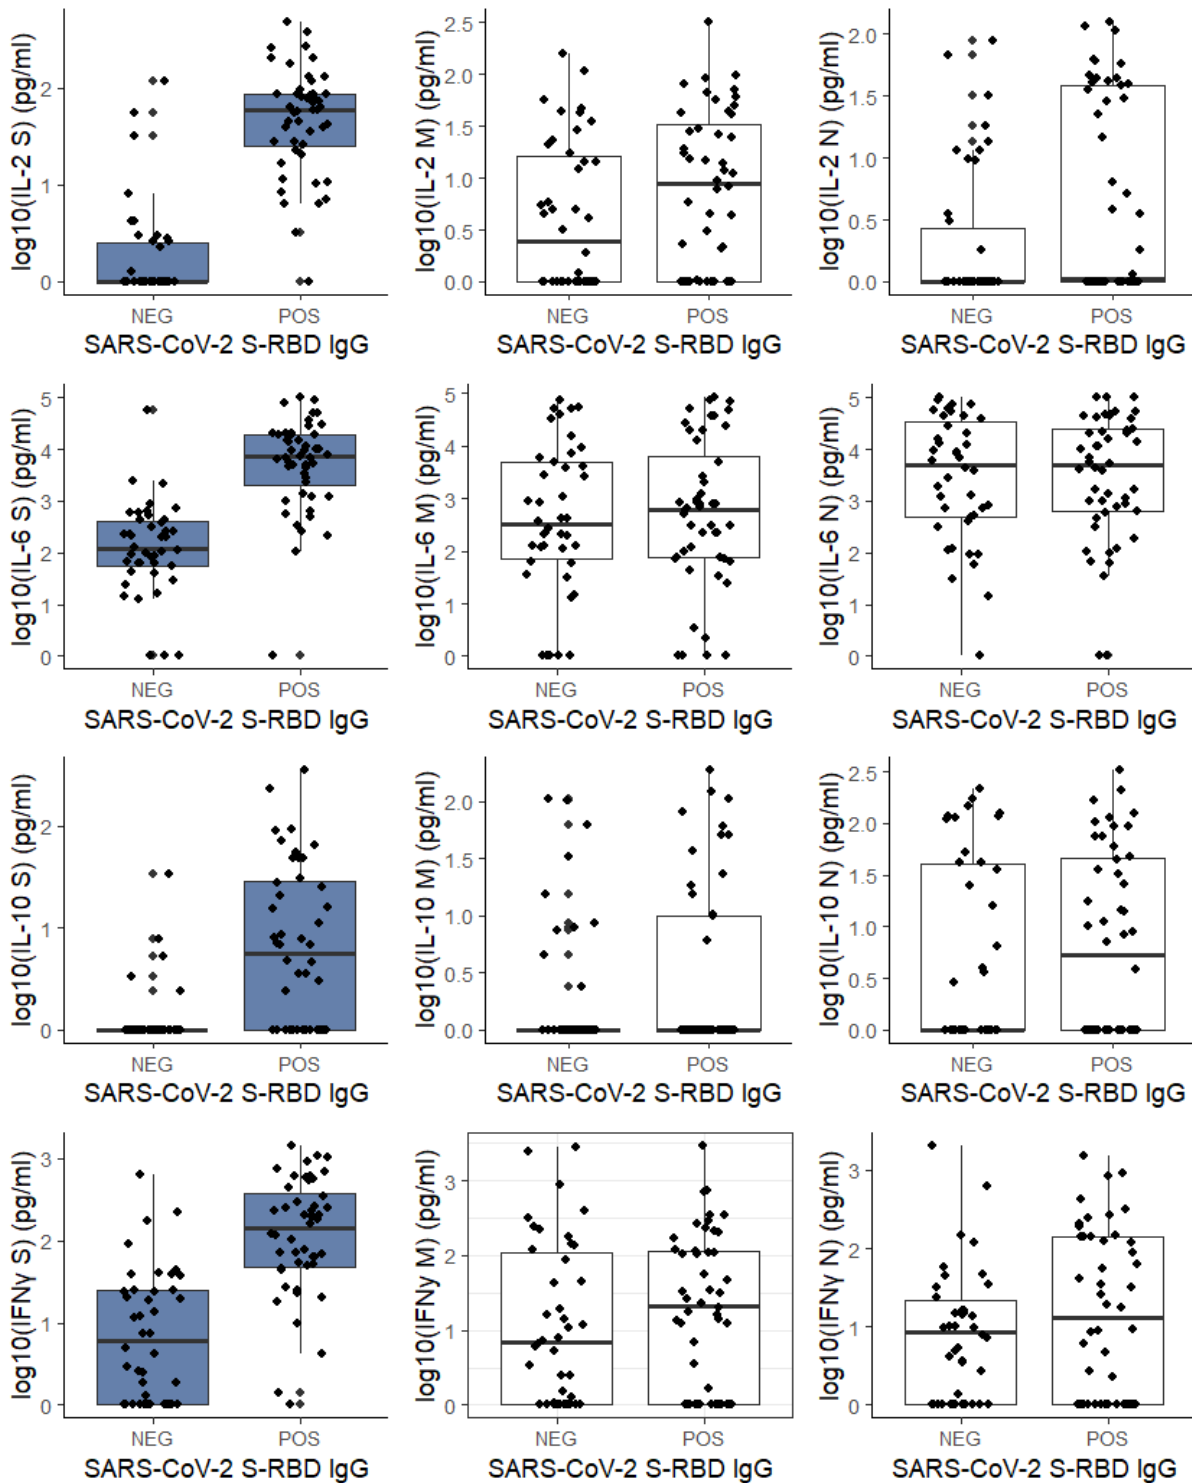 log10(IL-2 S) (pg/ml)
2
1
0
NEG POS
SARS-CoV-2 S-RBD IgG
log10(IL-2 M) (pg/ml)
2.5
2.0
1.5
1.0
0.5
0.0
NEG POS
SARS-CoV-2 S-RBD IgG
log10(IL-2 N) (pg/ml)
2.0
1.5
1.0
0.5
0.0
NEG POS
SARS-CoV-2 S-RBD IgG
log10(IL-6 S) (pg/ml)
5
4
3
2
1
0
NEG POS
SARS-CoV-2 S-RBD IgG
log10(IL-6 M) (pg/ml)
5
4
3
2
1
0
NEG POS
SARS-CoV-2 S-RBD IgG
log10(IL-6 N) (pg/ml)
5
4
3
2
1
0
NEG POS
SARS-CoV-2 S-RBD IgG
log10(IL-10 S) (pg/ml)
2
1
0
NEG POS
SARS-CoV-2 S-RBD IgG
log10(IL-10 M) (pg/ml)
2.0
1.5
1.0
0.5
0.0
NEG POS
SARS-CoV-2 S-RBD IgG
log10(IL-10 N) (pg/ml)
2.5
2.0
1.5
1.0
0.5
0.0
NEG POS
SARS-CoV-2 S-RBD IgG
log10(IFNγ S) (pg/ml)
3
2
1
0
NEG POS
SARS-CoV-2 S-RBD IgG
log10(IFNγ M) (pg/ml)
3
2
1
0
NEG POS
SARS-CoV-2 S-RBD IgG
log10(IFNγ N) (pg/ml)
3
2
1
0
NEG POS
SARS-CoV-2 S-RBD IgG